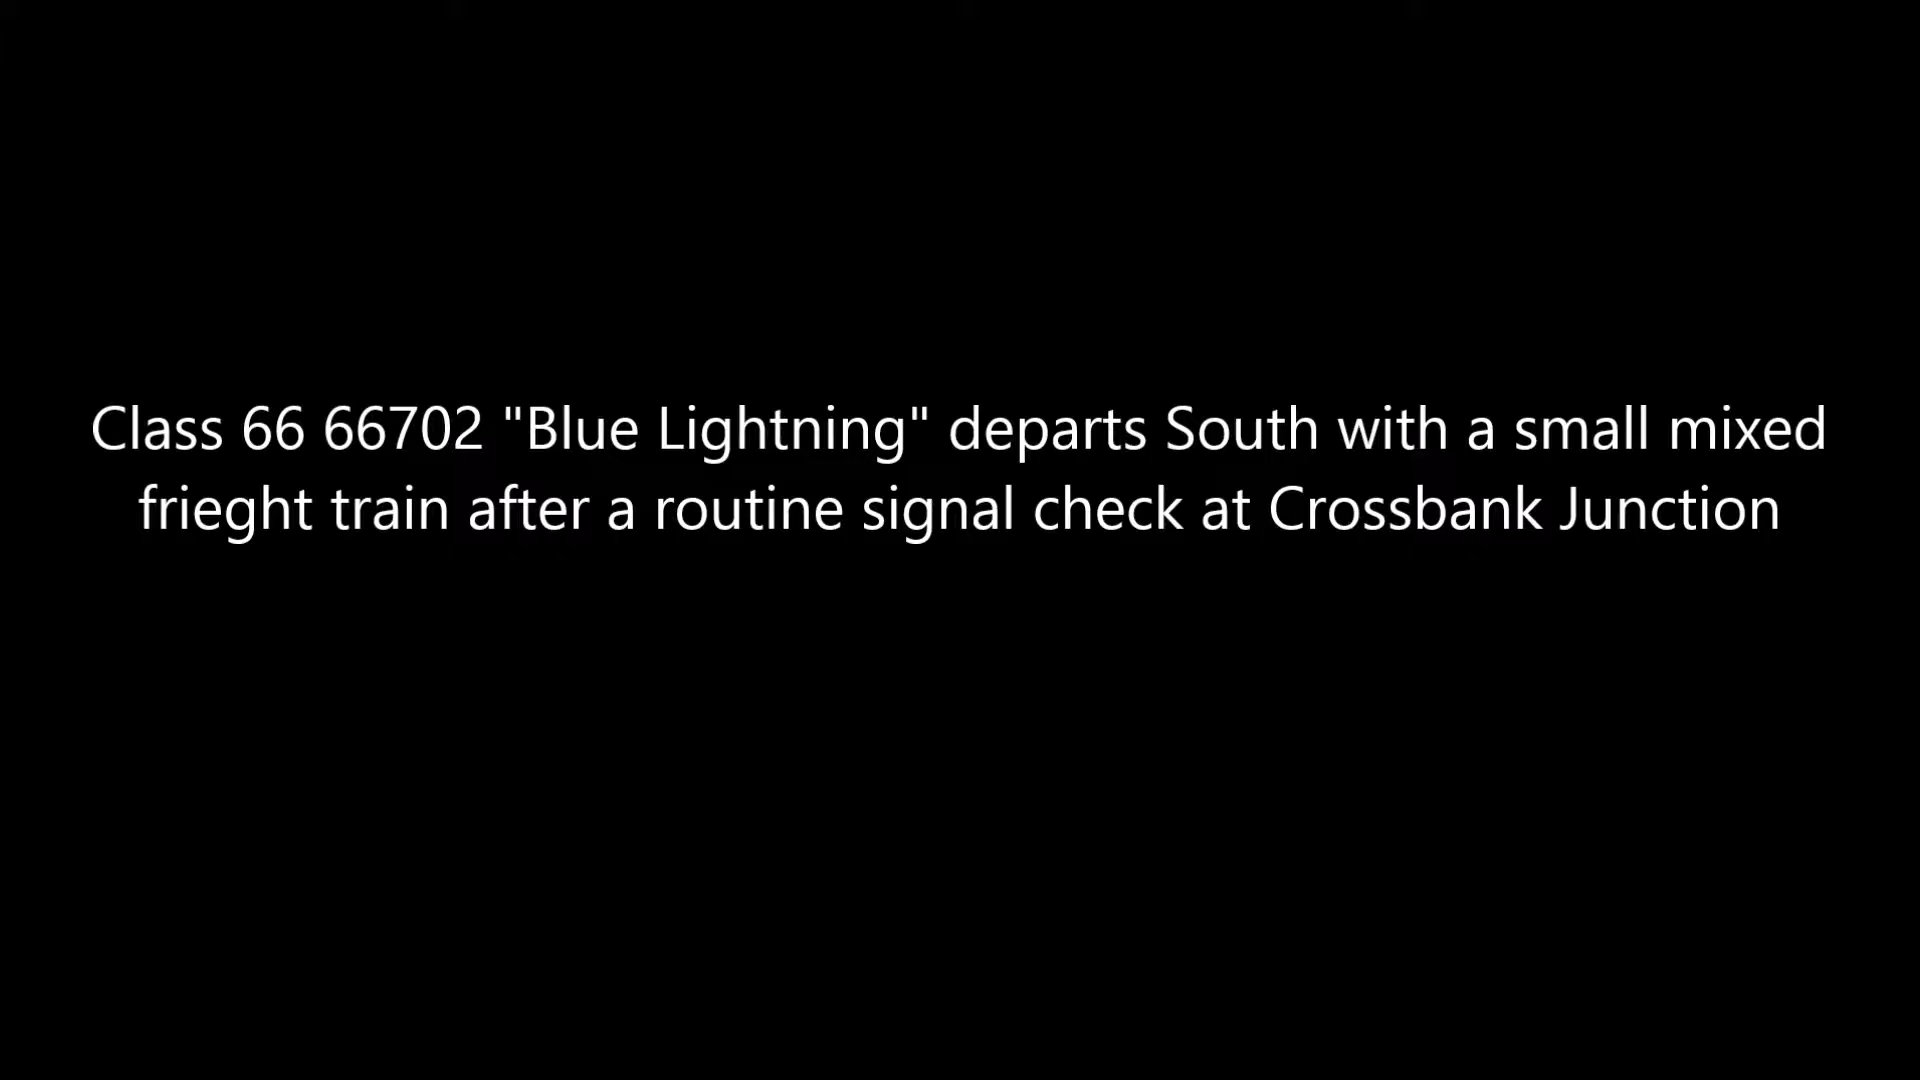 Class 66 66702 "Blue Lightning" departs South with a small mixed
frieght train after a routine signal check at Crossbank Junction